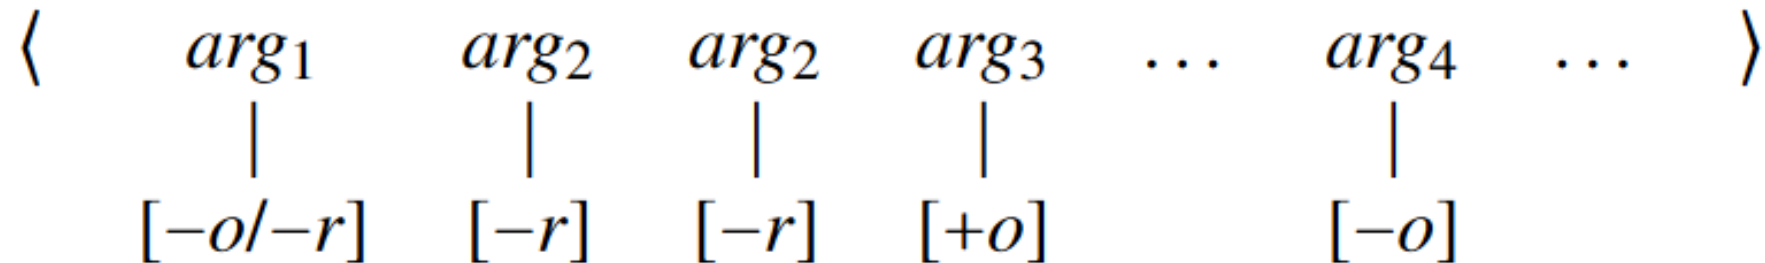 ⟨ arg₁ arg₂ arg₂ arg₃ … arg₄ … ⟩
| | | | |
[−o/−r] [−r] [−r] [+o] [−o]